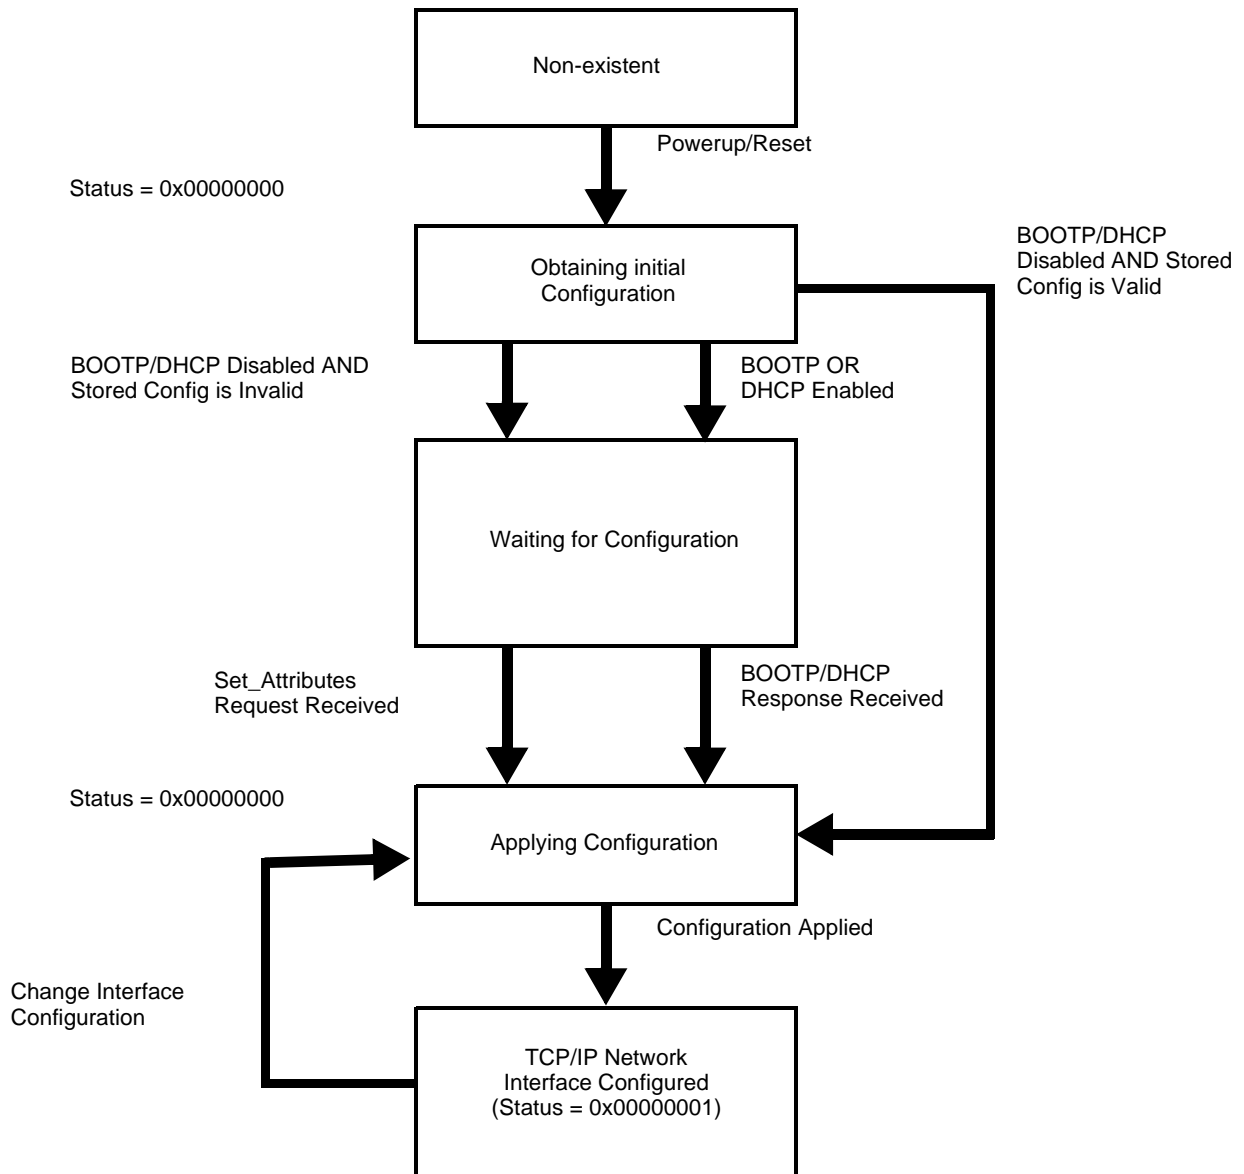 Non-existent
Powerup/Reset
Status = 0x00000000
BOOTP/DHCP
Disabled AND Stored
Config is Valid
Obtaining initial
Configuration
BOOTP/DHCP Disabled AND
Stored Config is Invalid
BOOTP OR
DHCP Enabled
Waiting for Configuration
Set_Attributes
Request Received
BOOTP/DHCP
Response Received
Status = 0x00000000
Applying Configuration
Configuration Applied
Change Interface
Configuration
TCP/IP Network
Interface Configured
(Status = 0x00000001)